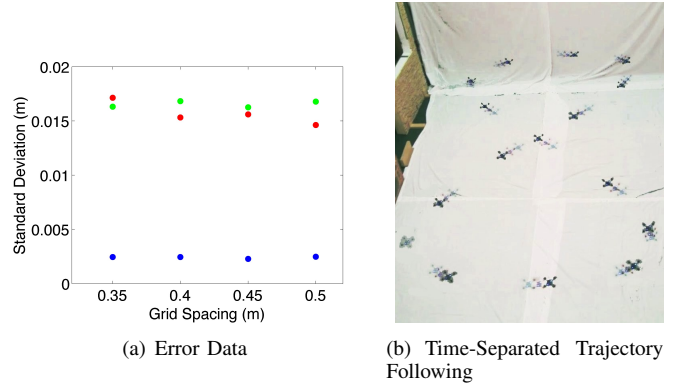 0.02
0.015
0.01
0.005
0
Standard Deviation (m)
0.35 0.4 0.45 0.5
Grid Spacing (m)
(a) Error Data
(b) Time-Separated Trajectory
Following